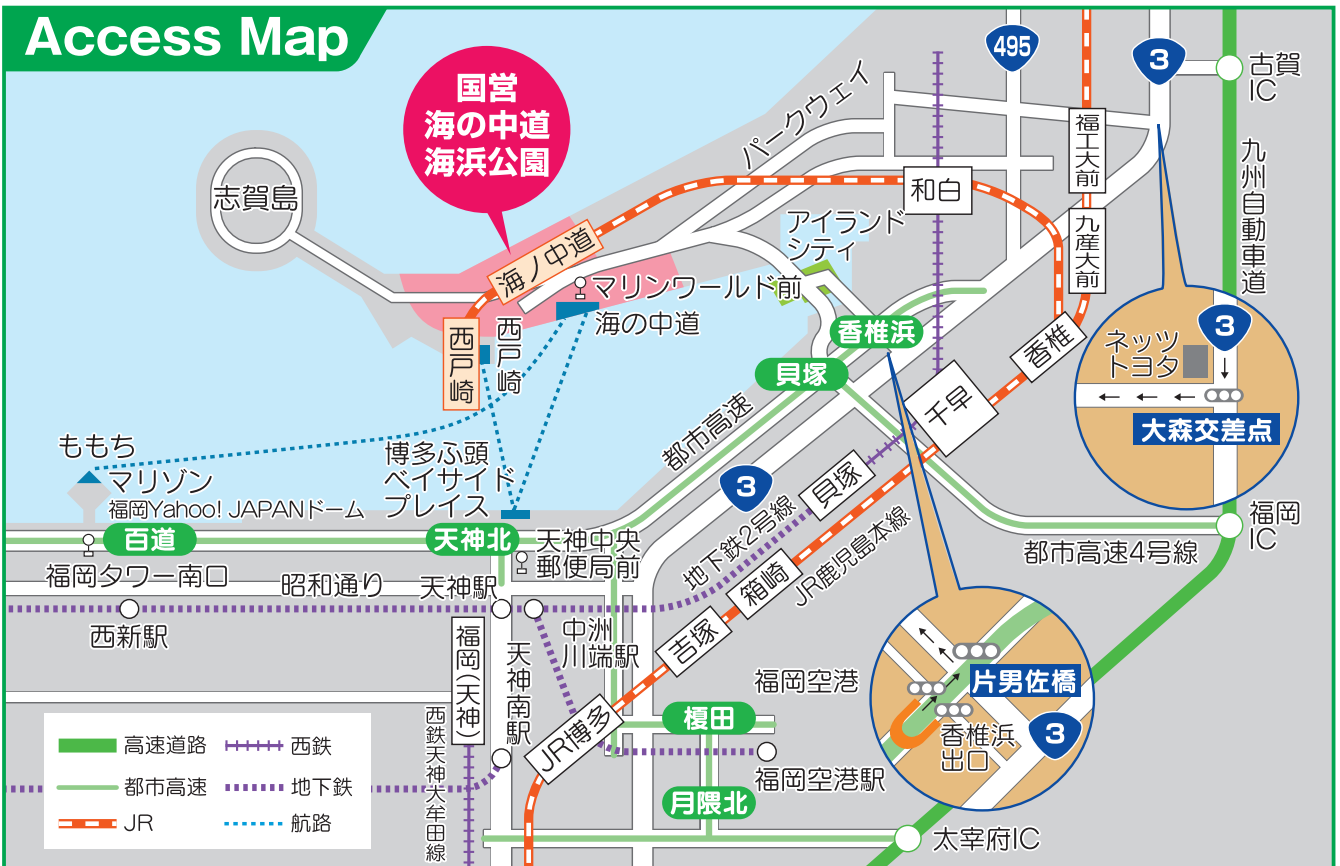 Access Map
国営
海の中道
海浜公園
495
3
古賀
IC
パークウェイ
福工大前
九州自動車道
志賀島
和白
九産大前
アイランド
シティ
海ノ中道
マリンワールド前
海の中道
西戸崎
西戸崎
香椎浜
香椎
貝塚
千早
3
ネッツ
トヨタ
大森交差点
都市高速
ももち
マリゾン
福岡Yahoo! JAPANドーム
博多ふ頭
ベイサイド
プレイス
3
貝塚
地下鉄2号線
JR鹿児島本線
福岡
IC
都市高速4号線
百道
天神北
天神中央
郵便局前
福岡タワー南口
昭和通り
天神駅
箱崎
西新駅
中洲
川端駅
吉塚
福岡(天神)
天神南駅
福岡空港
片男佐橋
香椎浜
出口
3
西鉄天神大牟田線
JR博多
榎田
福岡空港駅
月隈北
太宰府IC
高速道路
西鉄
都市高速
地下鉄
JR
航路